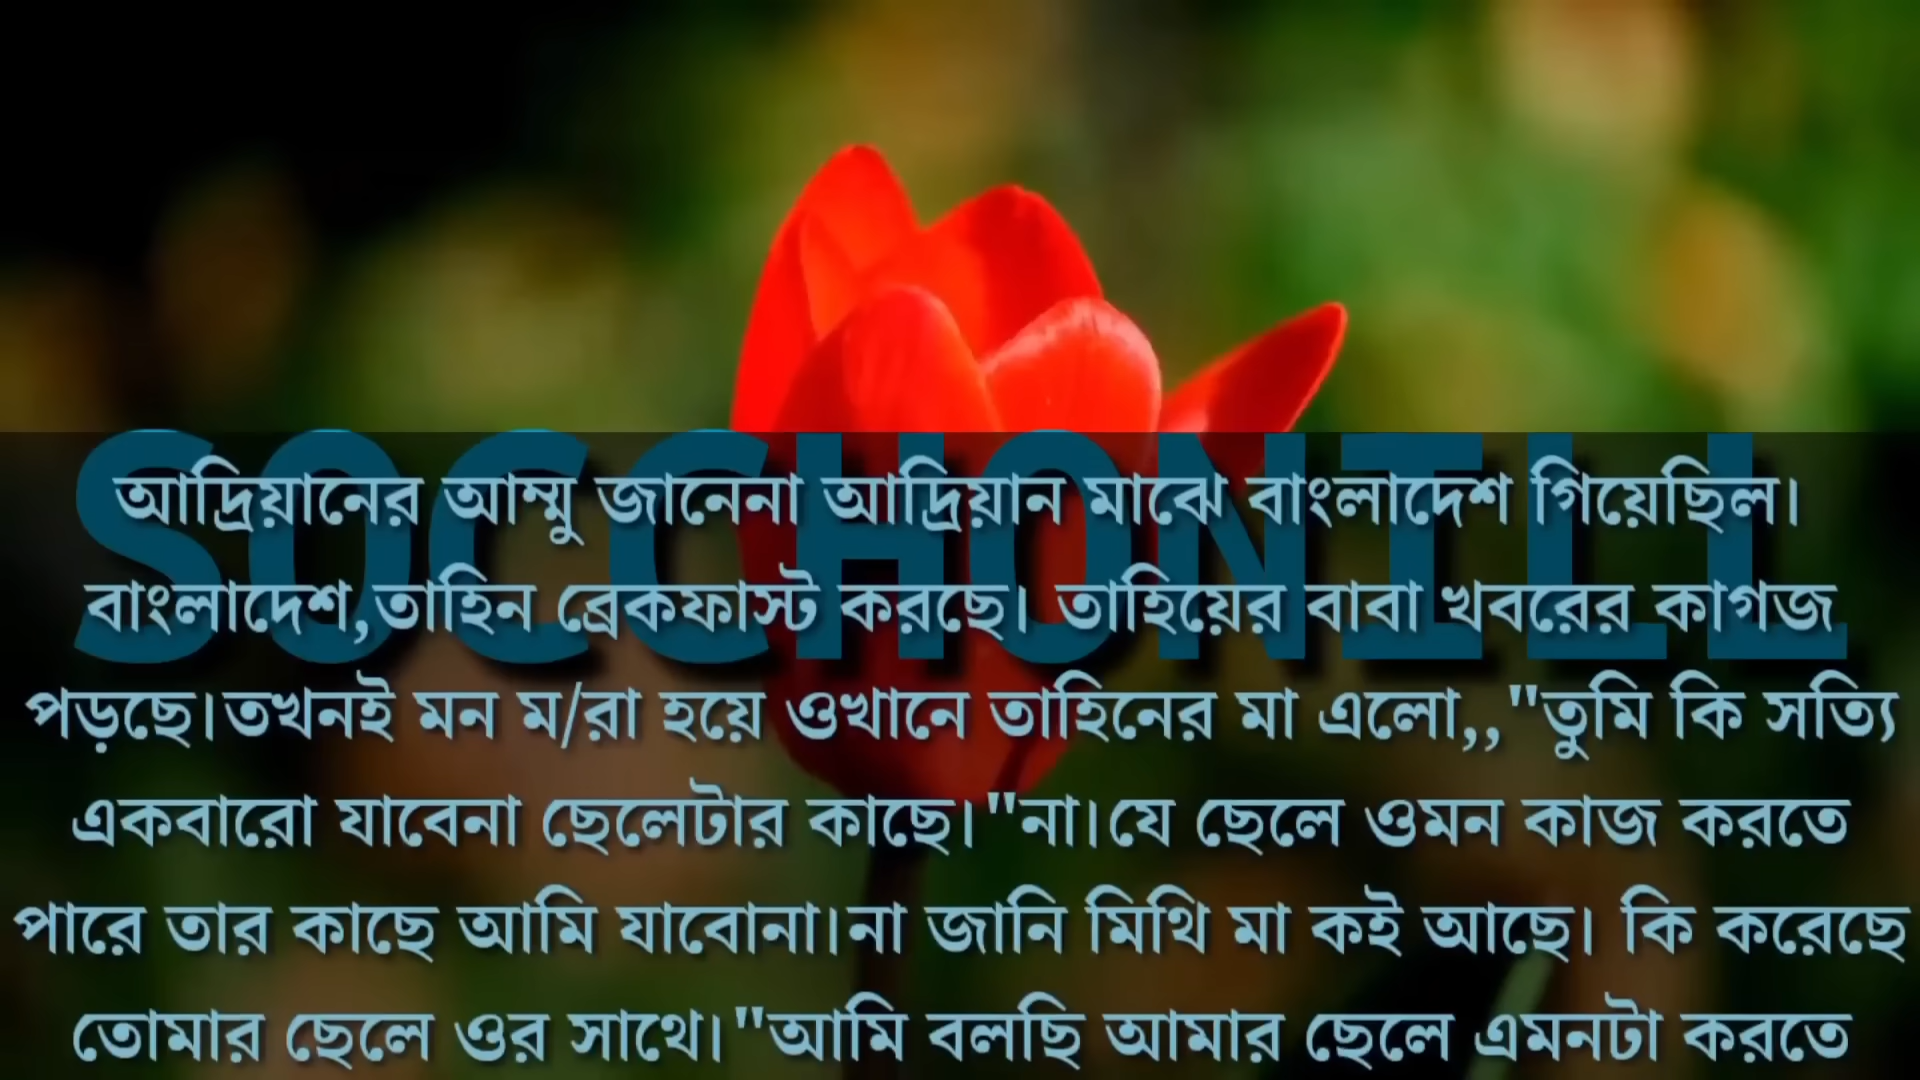 SOCCHONILL
আদ্রিয়ানের আম্মু জানেনা আদ্রিয়ান মাঝে বাংলাদেশ গিয়েছিল।
বাংলাদেশ,তাহিন ব্রেকফাস্ট করছে। তাহিয়ের বাবা খবরের কাগজ
পড়ছে।তখনই মন ম/রা হয়ে ওখানে তাহিনের মা এলো,,"তুমি কি সত্যি
একবারো যাবেনা ছেলেটার কাছে।"না।যে ছেলে ওমন কাজ করতে
পারে তার কাছে আমি যাবোনা।না জানি মিথি মা কই আছে। কি করেছে
তোমার ছেলে ওর সাথে।"আমি বলছি আমার ছেলে এমনটা করতে